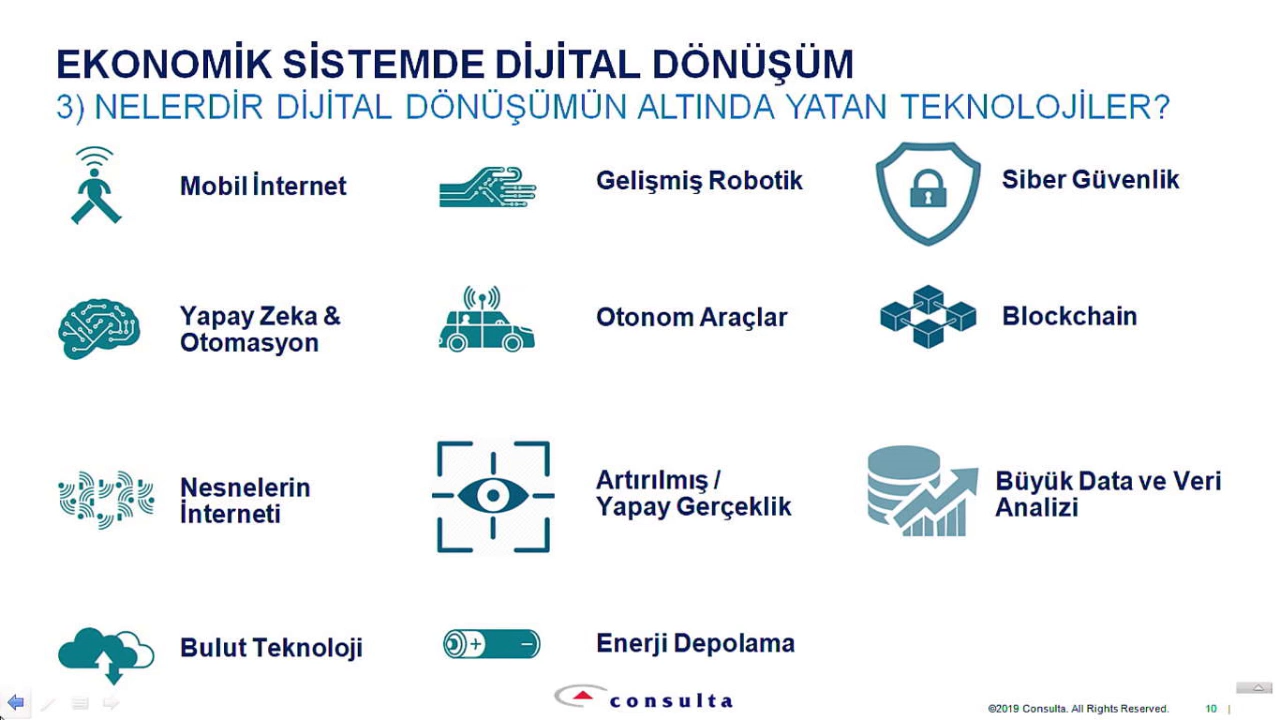 EKONOMİK SİSTEMDE DİJİTAL DÖNÜŞÜM
3) NELERDİR DİJİTAL DÖNÜŞÜMÜN ALTINDA YATAN TEKNOLOJİLER?
Mobil İnternet
Gelişmiş Robotik
Siber Güvenlik
Yapay Zeka &
Otomasyon
Otonom Araçlar
Blockchain
Nesnelerin
İnterneti
Artırılmış /
Yapay Gerçeklik
Büyük Data ve Veri
Analizi
Bulut Teknoloji
Enerji Depolama
consulta
©2019 Consulta. All Rights Reserved.
10 |